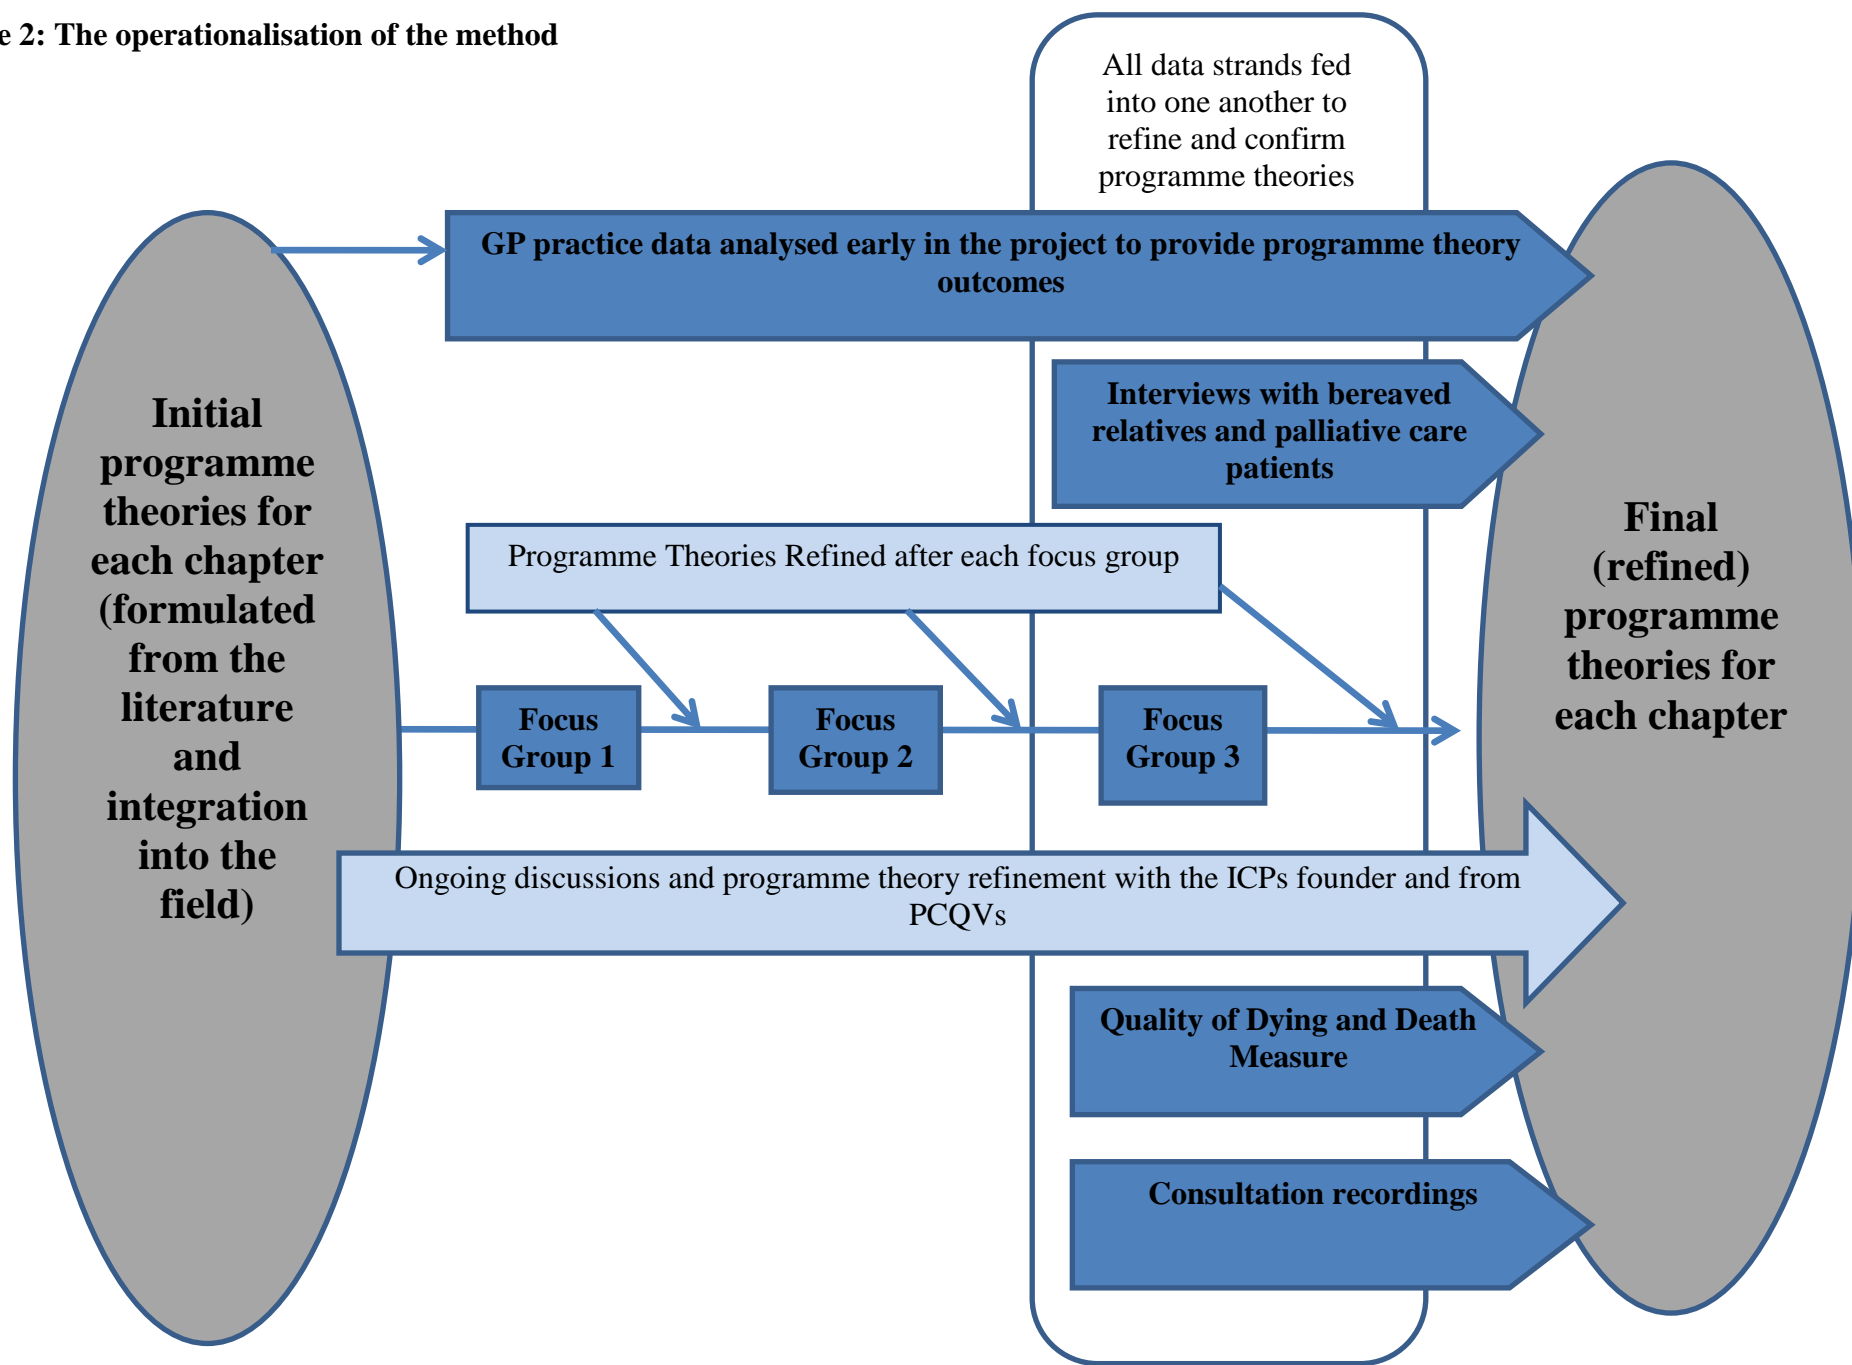 e 2: The operationalisation of the method
All data strands fed
into one another to
refine and confirm
programme theories
GP practice data analysed early in the project to provide programme theory
outcomes
Interviews with bereaved
relatives and palliative care
patients
Initial
programme
theories for
each chapter
(formulated
from the
literature
and
integration
into the
field)
Programme Theories Refined after each focus group
Focus
Group 1
Focus
Group 2
Focus
Group 3
Final
(refined)
programme
theories for
each chapter
Ongoing discussions and programme theory refinement with the ICPs founder and from
PCQVs
Quality of Dying and Death
Measure
Consultation recordings